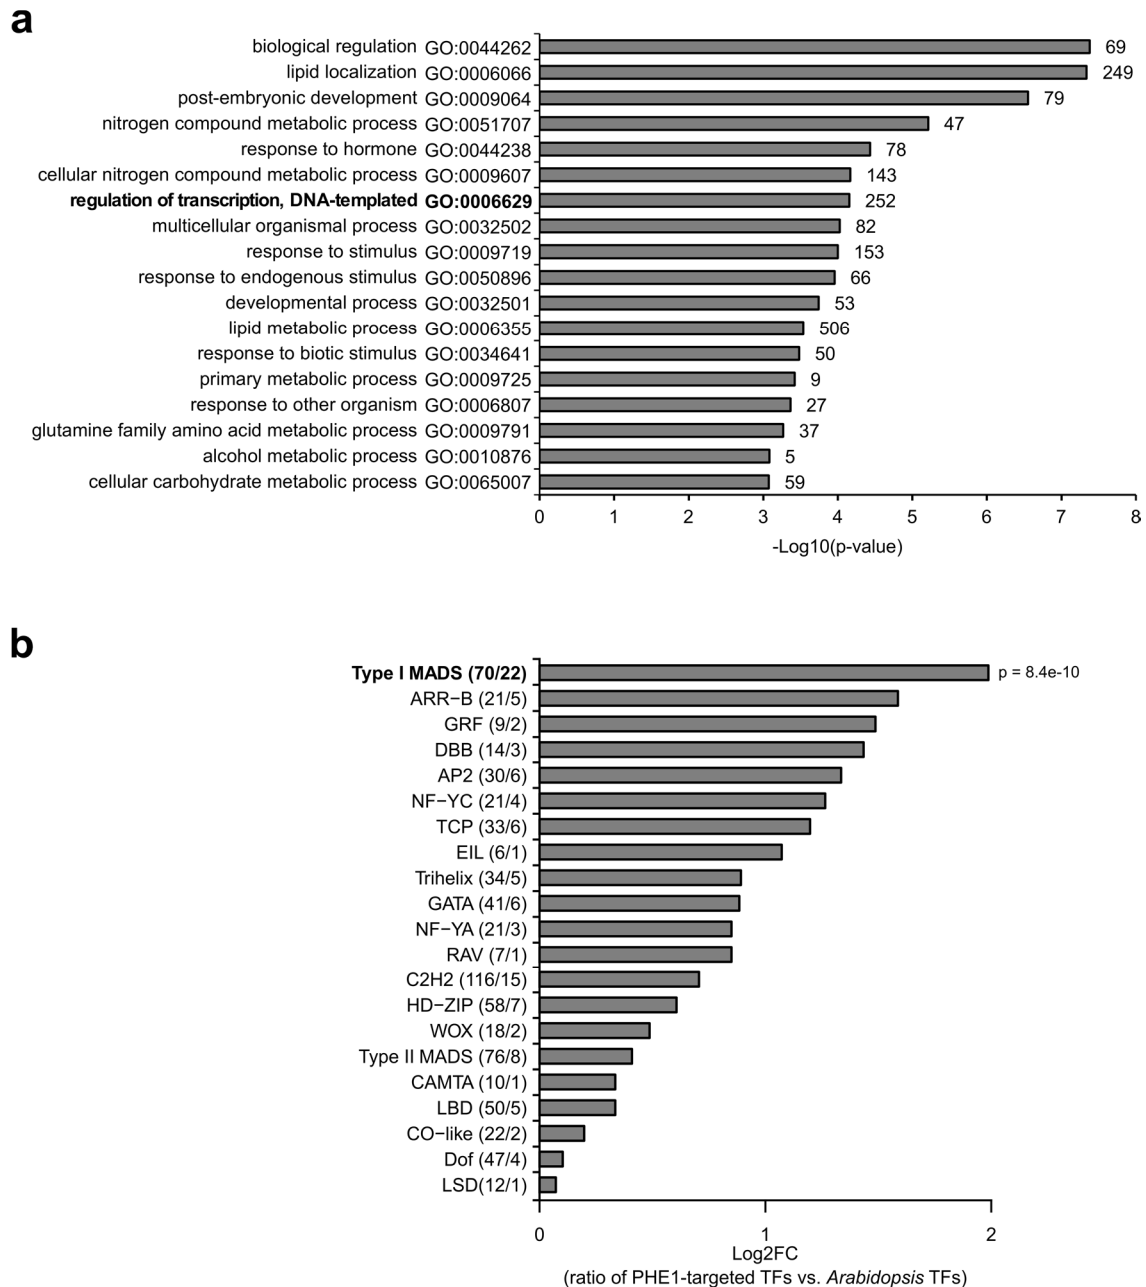 a
biological regulation GO:0044262 69
lipid localization GO:0006066 249
post-embryonic development GO:0009064 79
nitrogen compound metabolic process GO:0051707 47
response to hormone GO:0044238 78
cellular nitrogen compound metabolic process GO:0009607 143
regulation of transcription, DNA-templated GO:0006629 252
multicellular organismal process GO:0032502 82
response to stimulus GO:0009719 153
response to endogenous stimulus GO:0050896 66
developmental process GO:0032501 53
lipid metabolic process GO:0006355 506
response to biotic stimulus GO:0034641 50
primary metabolic process GO:0009725 9
response to other organism GO:0006807 27
glutamine family amino acid metabolic process GO:0009791 37
alcohol metabolic process GO:0010876 5
cellular carbohydrate metabolic process GO:0065007 59
0 1 2 3 4 5 6 7 8
-Log10(p-value)
b
Type I MADS (70/22) p = 8.4e-10
ARR−B (21/5)
GRF (9/2)
DBB (14/3)
AP2 (30/6)
NF−YC (21/4)
TCP (33/6)
EIL (6/1)
Trihelix (34/5)
GATA (41/6)
NF−YA (21/3)
RAV (7/1)
C2H2 (116/15)
HD−ZIP (58/7)
WOX (18/2)
Type II MADS (76/8)
CAMTA (10/1)
LBD (50/5)
CO−like (22/2)
Dof (47/4)
LSD(12/1)
0 1 2
Log2FC
(ratio of PHE1-targeted TFs vs. Arabidopsis TFs)